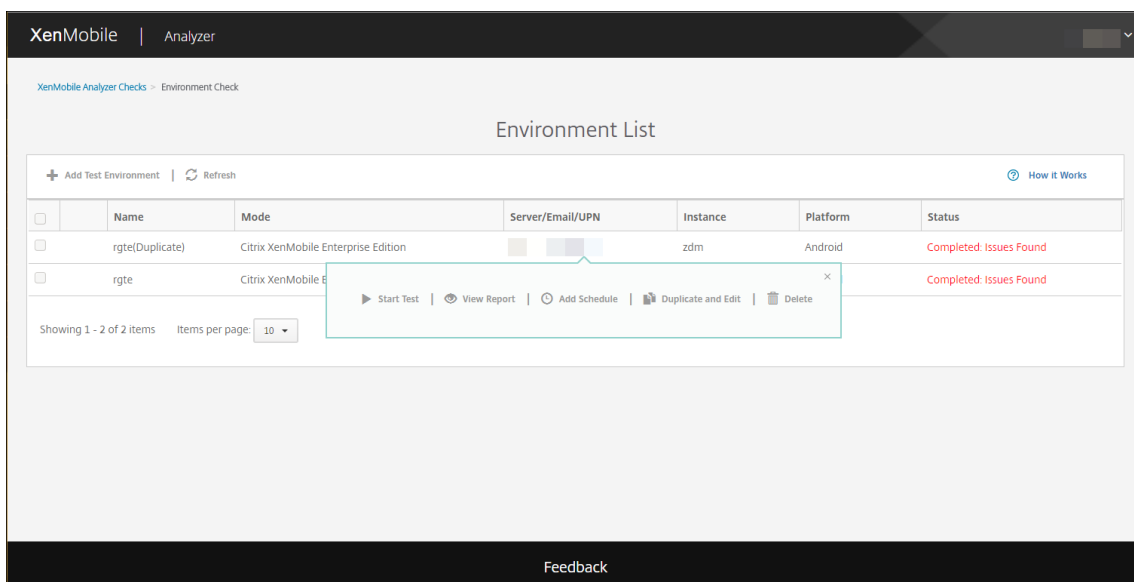 XenMobile | Analyzer
XenMobile Analyzer Checks > Environment Check
Environment List
Add Test Environment | Refresh
How it Works
Name Mode Server/Email/UPN Instance Platform Status
rgte(Duplicate) Citrix XenMobile Enterprise Edition zdm Android Completed: Issues Found
rgte Citrix XenMobile E Completed: Issues Found
Start Test | View Report | Add Schedule | Duplicate and Edit | Delete
Showing 1 - 2 of 2 items Items per page: 10
Feedback